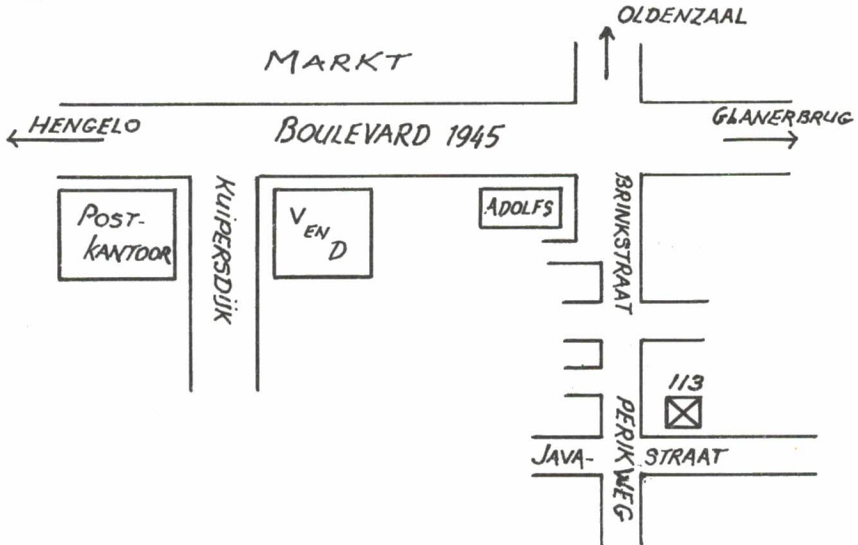 OLDENZAAL
MARKT
HENGELO
BOULEVARD 1945
GLANERBRUG
POST-
KANTOOR
KUIPERSDIJK
V EN D
ADOLFS
BRINKSTRAAT
113
PERIKWEG
JAVA- STRAAT